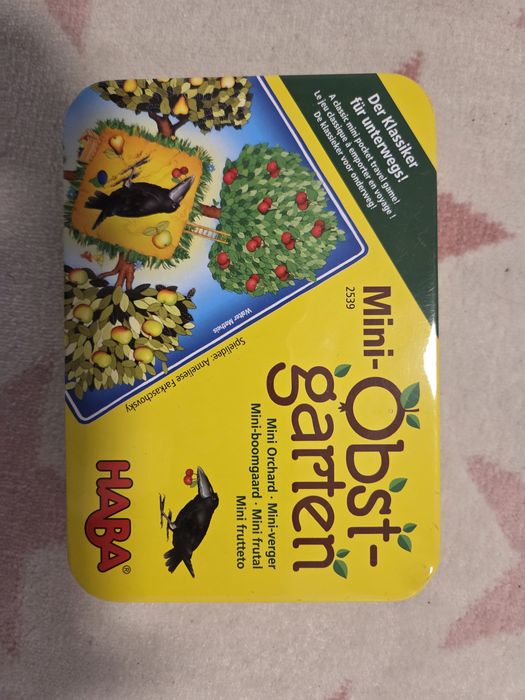 Der Klassiker
für unterwegs!
A classic mini pocket travel game!
Le jeu classique à emporter en voyage !
De klassieker voor onderweg!
Mini-
2539
Obst-
garten
Mini Orchard · Mini-verger
Mini-boomgaard · Mini frutal
Mini frutteto
Walter Matheis
Spielidee: Anneliese Farkaschovsky
HABA®